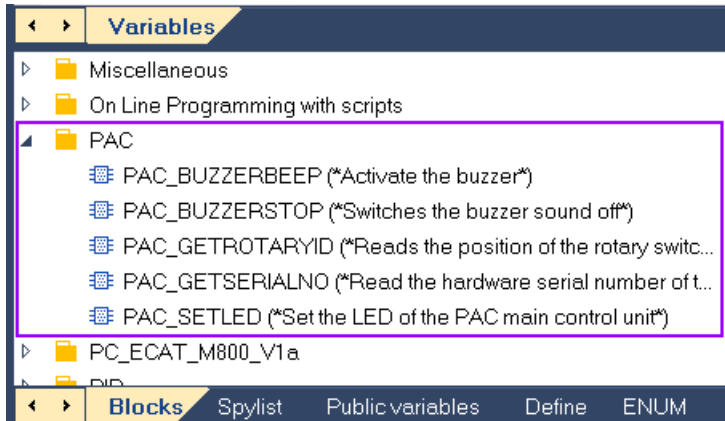 Variables
Miscellaneous
On Line Programming with scripts
PAC
PAC_BUZZERBEEP (*Activate the buzzer*)
PAC_BUZZERSTOP (*Switches the buzzer sound off*)
PAC_GETROTARYID (*Reads the position of the rotary switc...
PAC_GETSERIALNO (*Read the hardware serial number of t...
PAC_SETLED (*Set the LED of the PAC main control unit*)
PC_ECAT_M800_V1a
Blocks Spylist Public variables Define ENUM